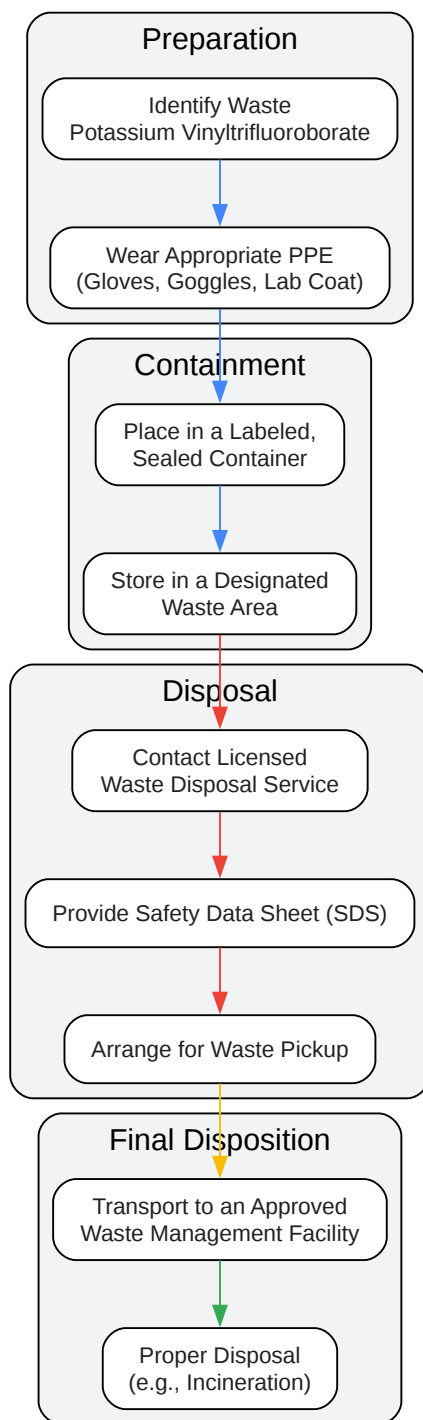 Preparation
Identify Waste
Potassium Vinyltrifluoroborate
Wear Appropriate PPE
(Gloves, Goggles, Lab Coat)
Containment
Place in a Labeled,
Sealed Container
Store in a Designated
Waste Area
Disposal
Contact Licensed
Waste Disposal Service
Provide Safety Data Sheet (SDS)
Arrange for Waste Pickup
Final Disposition
Transport to an Approved
Waste Management Facility
Proper Disposal
(e.g., Incineration)